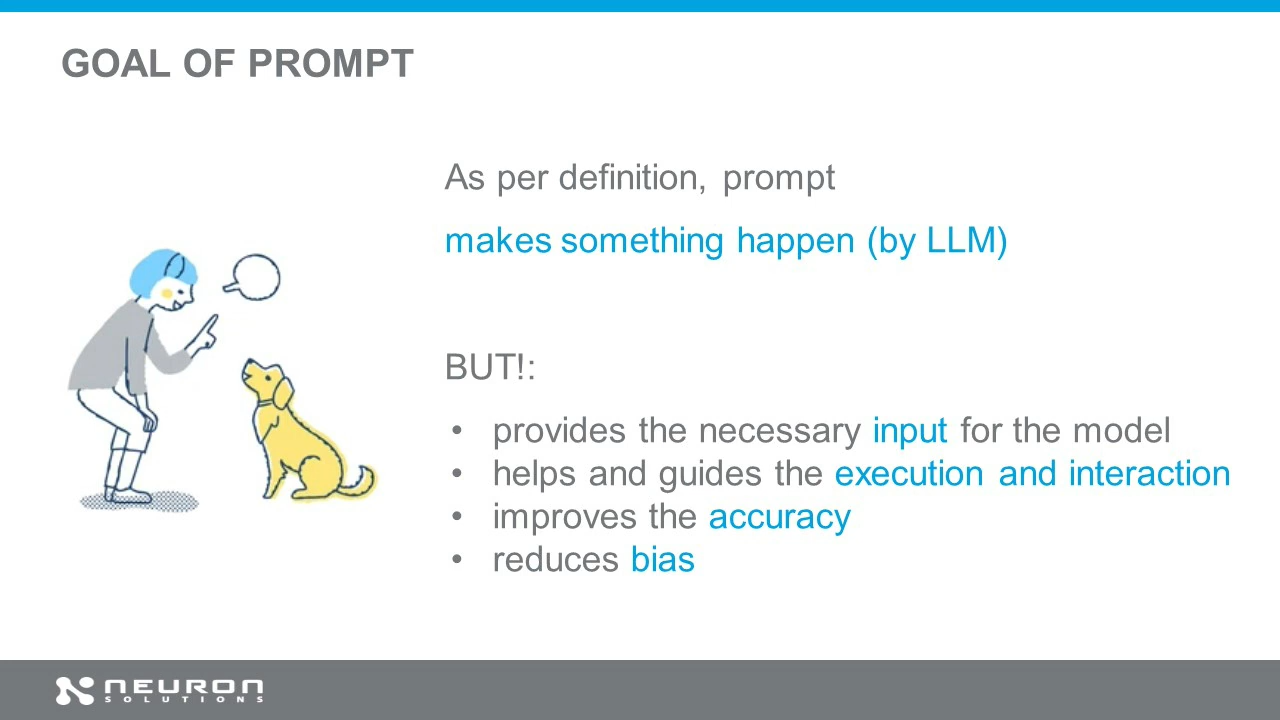 GOAL OF PROMPT
As per definition, prompt
makes something happen (by LLM)
BUT!:
• provides the necessary input for the model
• helps and guides the execution and interaction
• improves the accuracy
• reduces bias
NEURON
SOLUTIONS